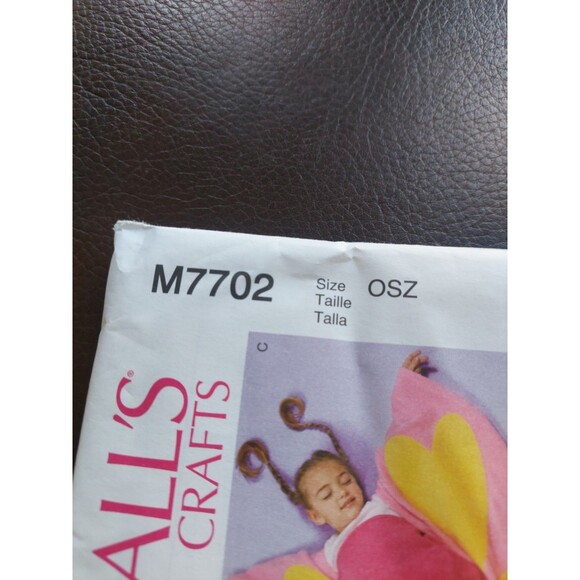 M7702
Size
Taille
Talla
OSZ
C
ALL'S®
CRAFTS